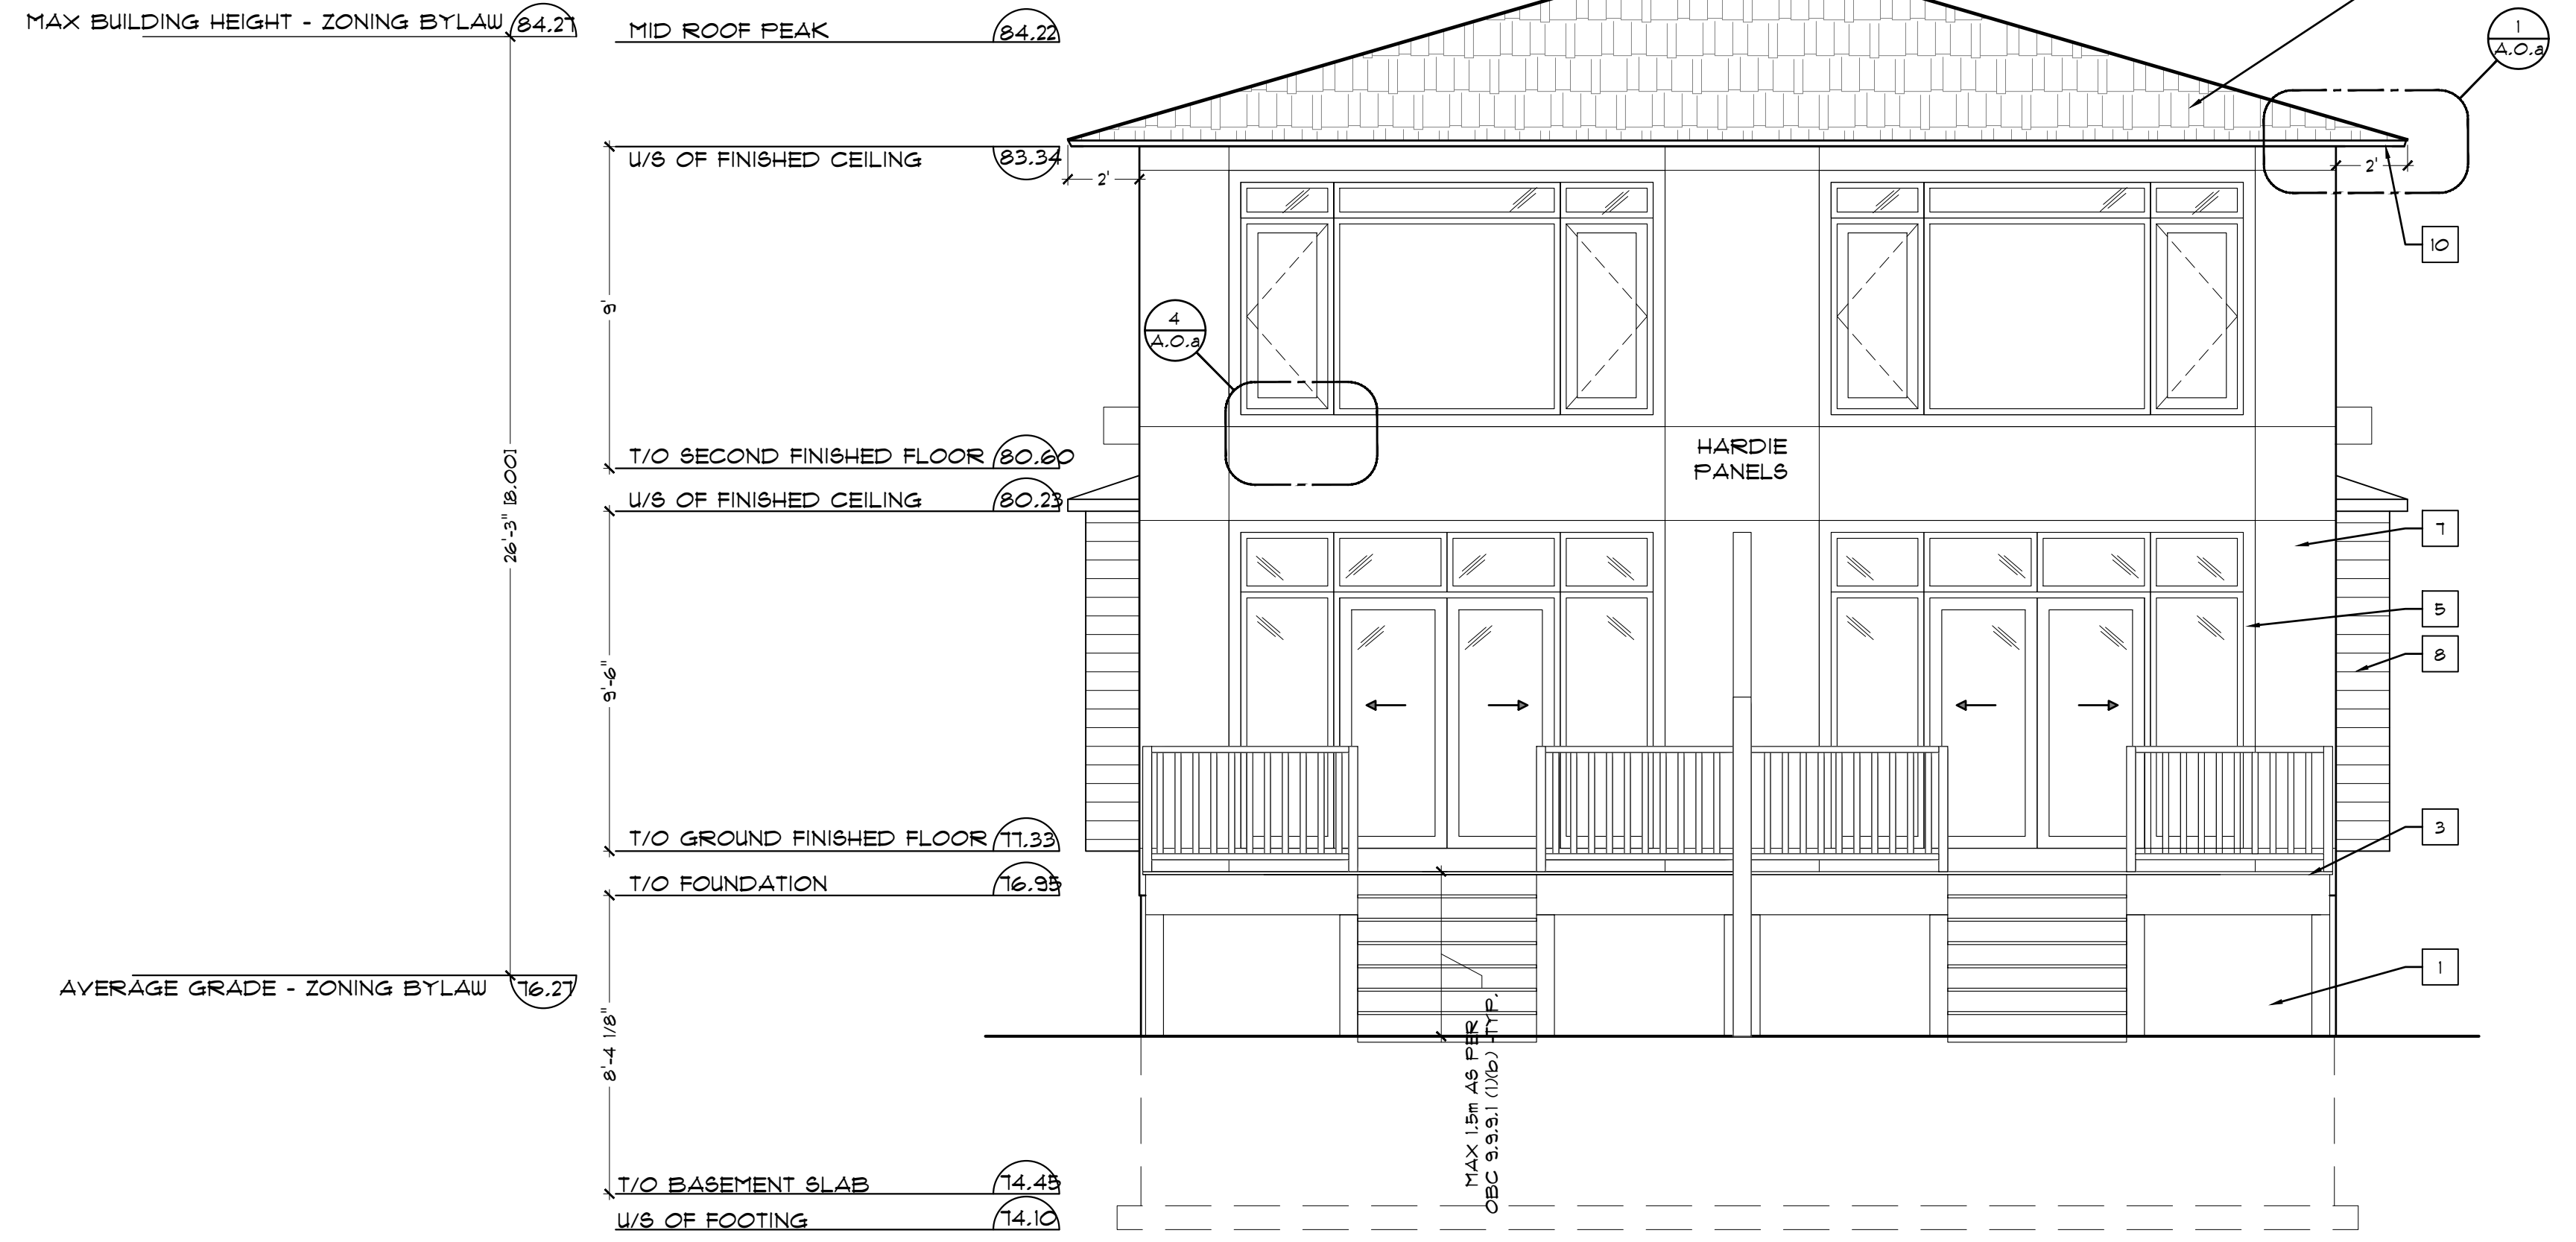 MAX BUILDING HEIGHT - ZONING BYLAW 84.27
MID ROOF PEAK 84.22
1
A.O.a
U/S OF FINISHED CEILING 83.34
2'
2'
10
9'
4
A.O.a
T/O SECOND FINISHED FLOOR 80.60
HARDIE
PANELS
26'-3" [8.00]
U/S OF FINISHED CEILING 80.23
7
5
8
9'-6"
T/O GROUND FINISHED FLOOR 77.33
3
T/O FOUNDATION 76.95
1
AVERAGE GRADE - ZONING BYLAW 76.27
8'-4 1/8"
MAX 1.5m AS PER
OBC 9.9.9.1 (1)(b) -TYP.
T/O BASEMENT SLAB 74.45
U/S OF FOOTING 74.10